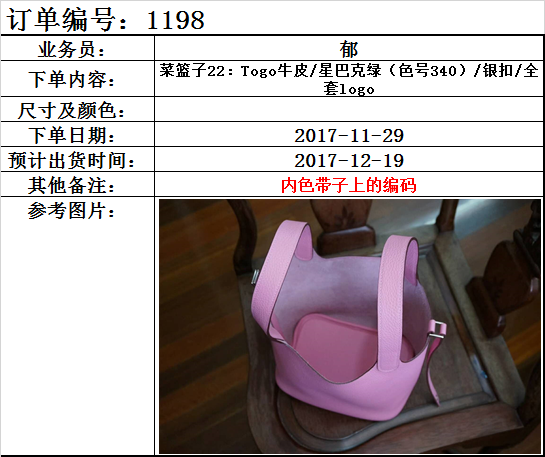 订单编号：1198
业务员： 郁
下单内容： 菜篮子22：Togo牛皮/星巴克绿（色号340）/银扣/全
套logo
尺寸及颜色：
下单日期： 2017-11-29
预计出货时间： 2017-12-19
其他备注： 内色带子上的编码
参考图片：